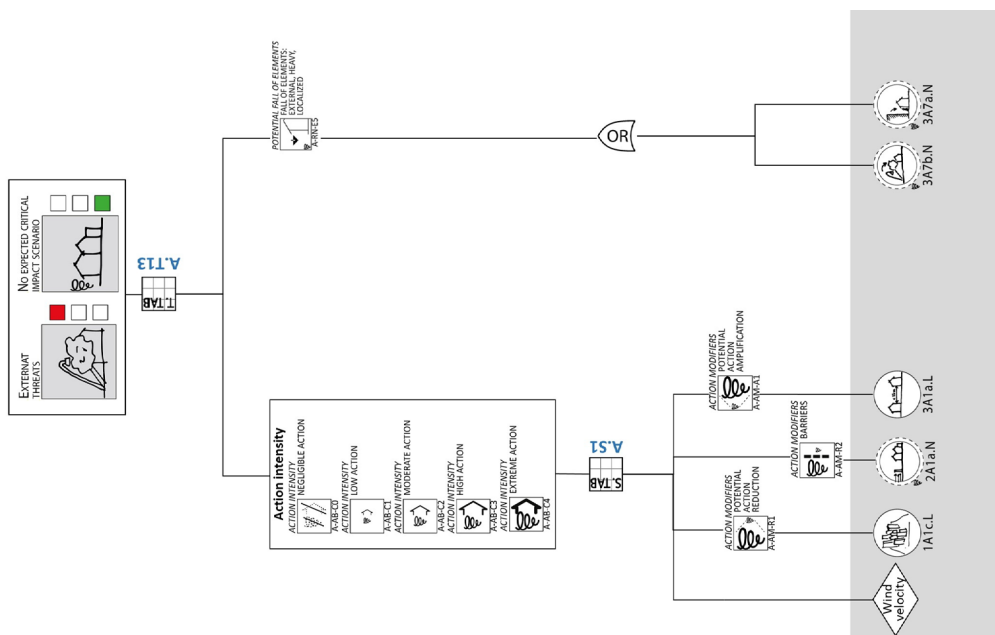 EXTERNAT
THREATS
NO EXPECTED CRITICAL
IMPACT SCENARIO
T. TAB
A.T13
Action intensity
ACTION INTENSITY
NEGLIGIBLE ACTION
A-AB-C0
ACTION INTENSITY
LOW ACTION
A-AB-C1
ACTION INTENSITY
MODERATE ACTION
A-AB-C2
ACTION INTENSITY
HIGH ACTION
A-AB-C3
ACTION INTENSITY
EXTREME ACTION
A-AB-C4
POTENTIAL FALL OF ELEMENTS
FALL OF ELEMENTS:
EXTERNAL, HEAVY,
LOCALIZED
A-RN-E5
S. TAB
A.S1
OR
ACTION MODIFIERS
POTENTIAL
ACTION
REDUCTION
A-AM-R1
ACTION MODIFIERS
BARRIERS
A-AM-R2
ACTION MODIFIERS
POTENTIAL
ACTION
AMPLIFICATION
A-AM-A1
Wind
velocity
1A1c.L
2A1a.N
3A1a.L
3A7b.N
3A7a.N